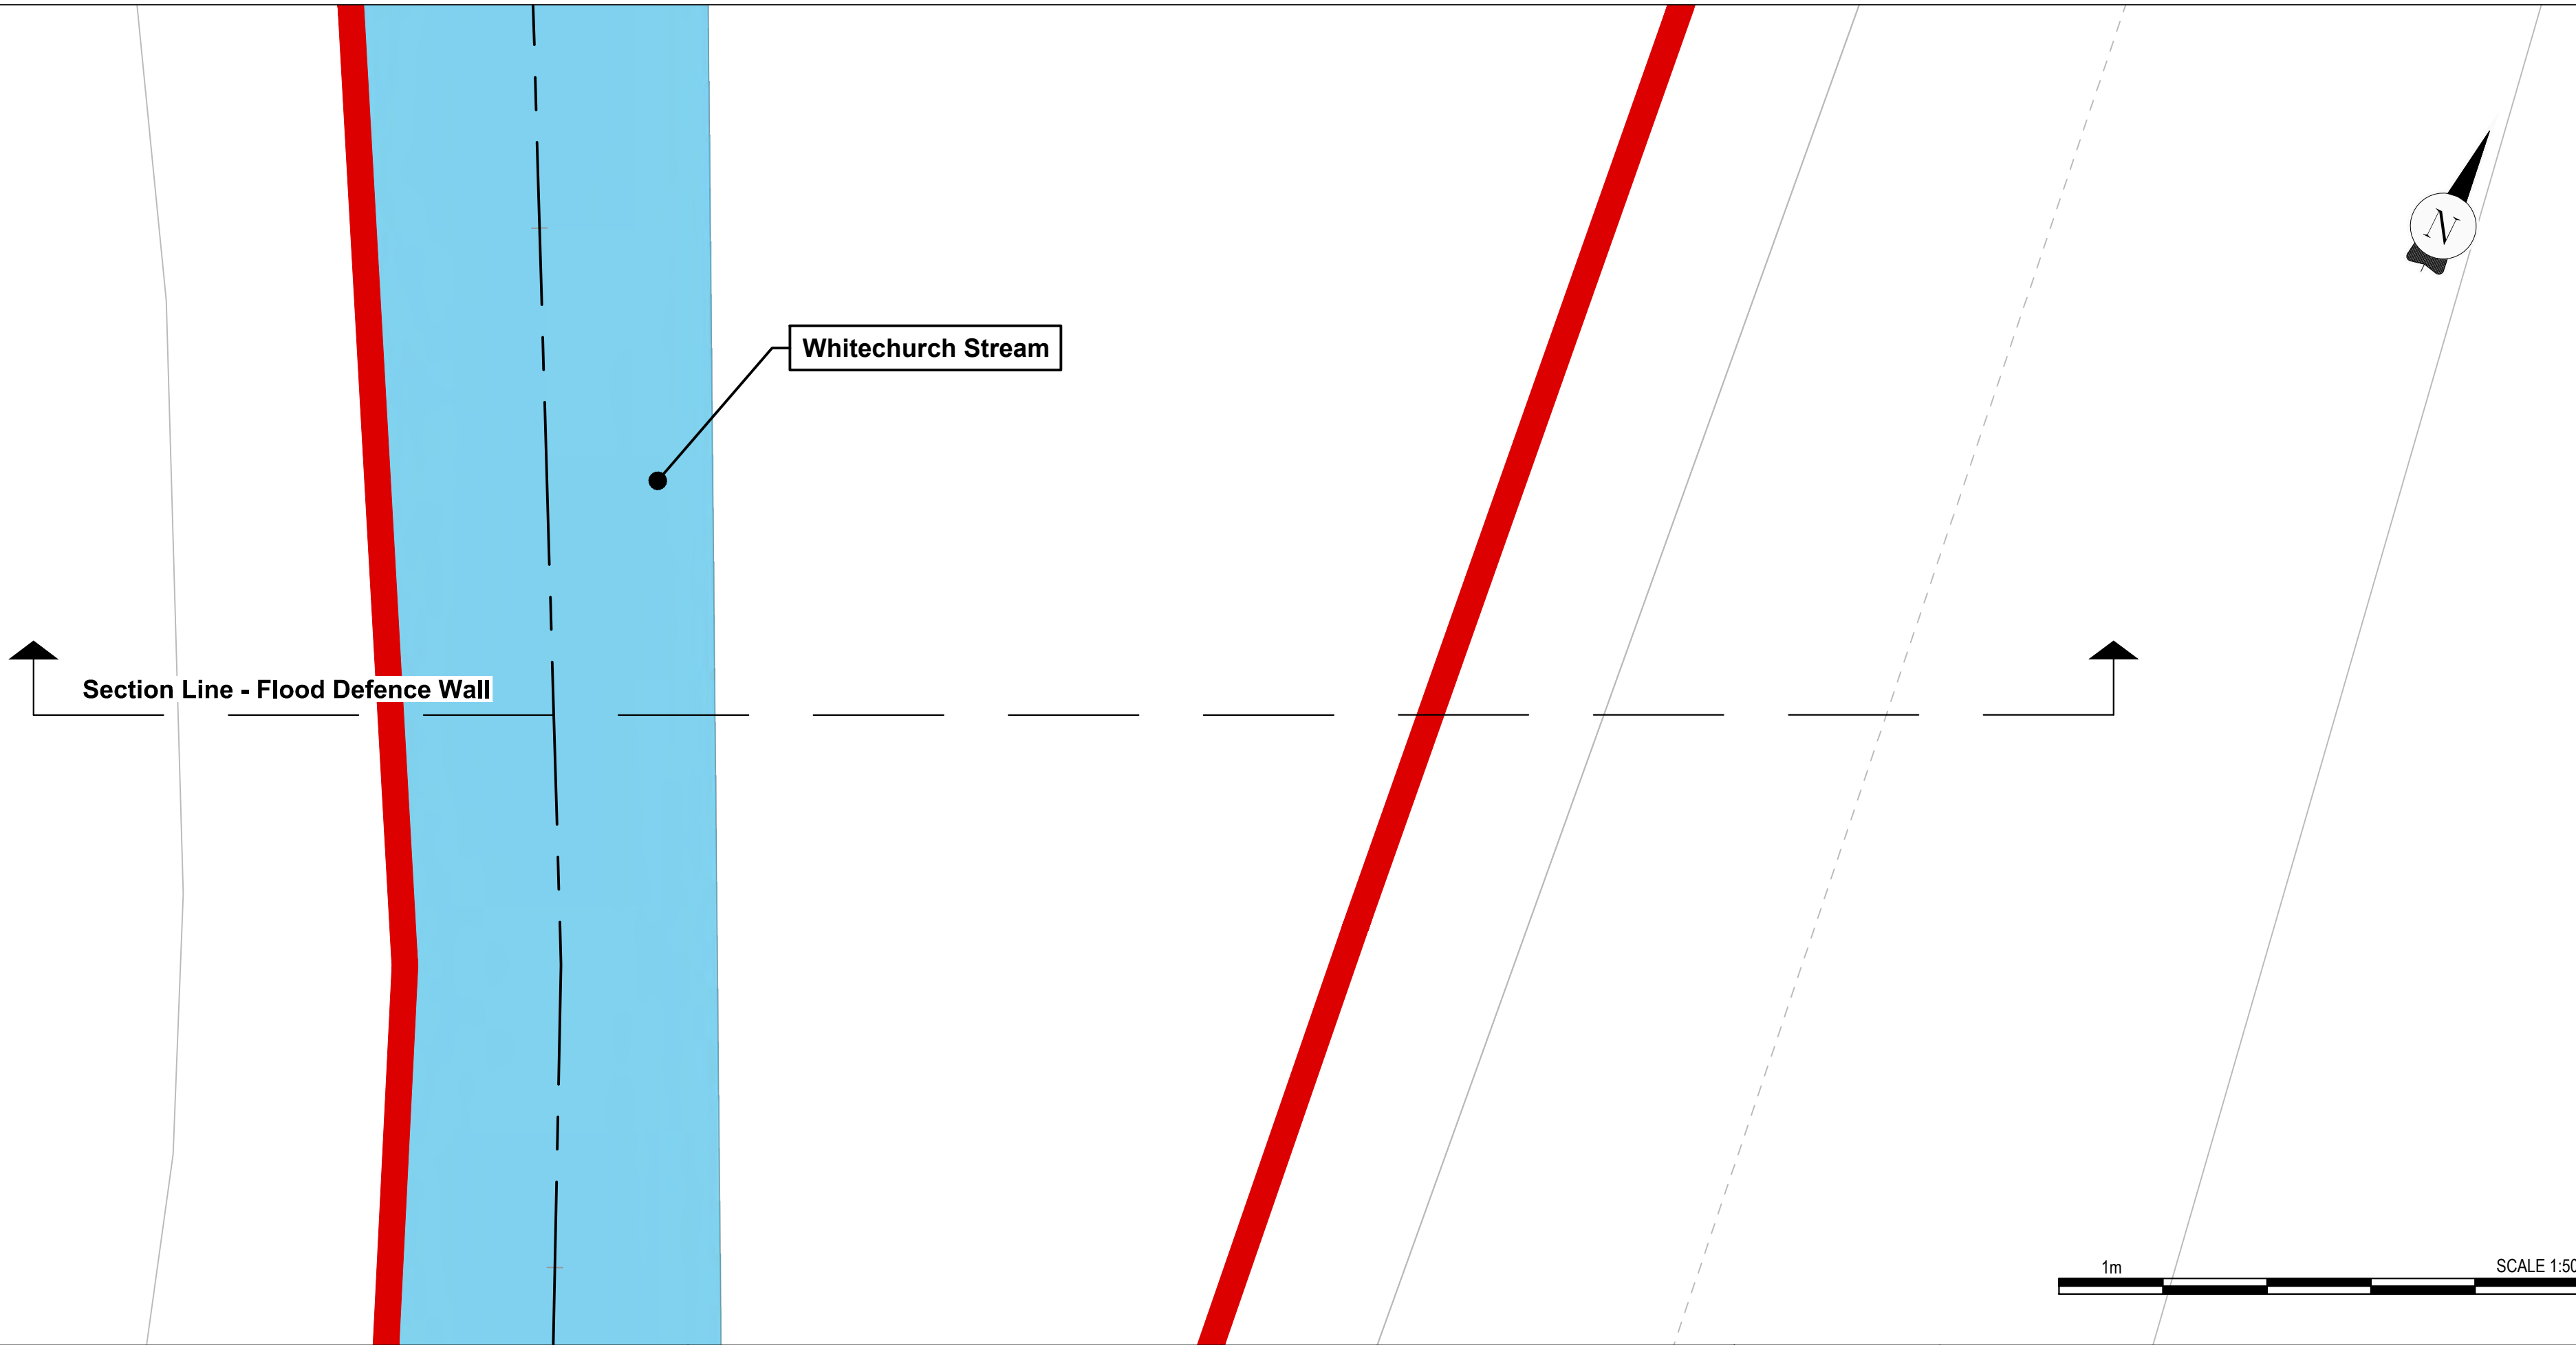 N
Whitechurch Stream
Section Line - Flood Defence Wall
1m
SCALE 1:50